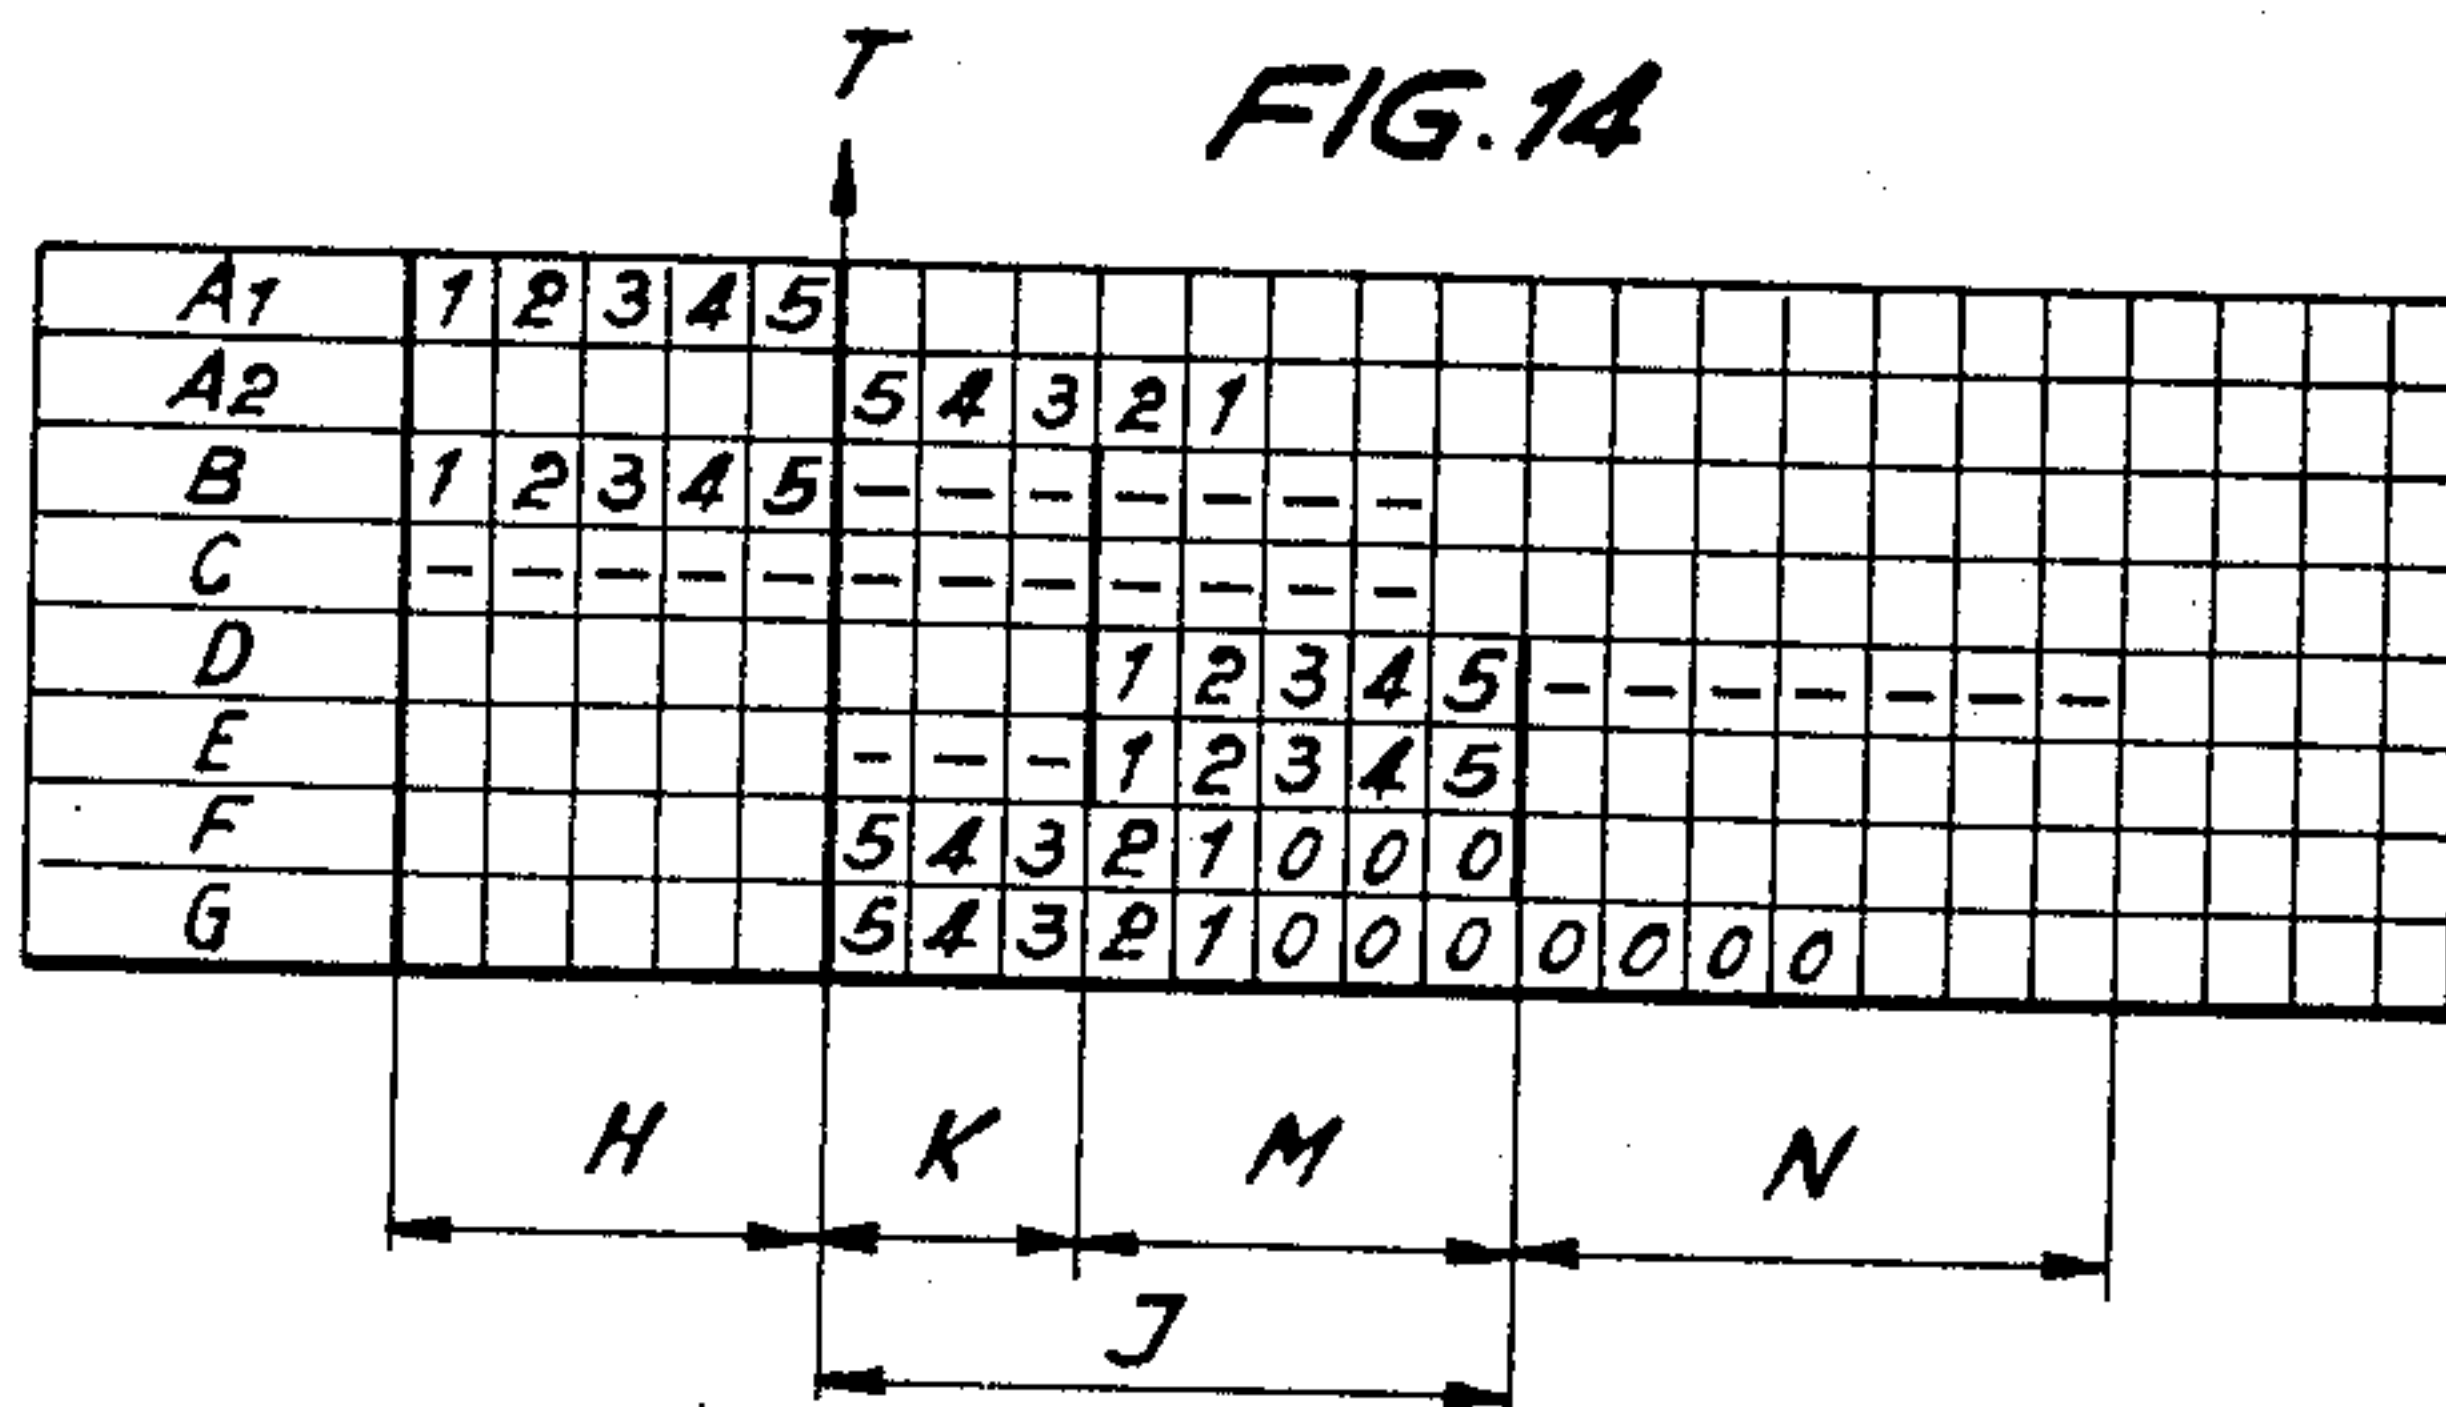 T
FIG.14
A1 1 2 3 4 5
A2 5 4 3 2 1
B 1 2 3 4 5 - - - - - - -
C - - - - - - - - - - - -
D 1 2 3 4 5 - - - - - - -
E - - - 1 2 3 4 5
F 5 4 3 2 1 0 0 0
G 5 4 3 2 1 0 0 0 0 0 0 0
H K M N
J